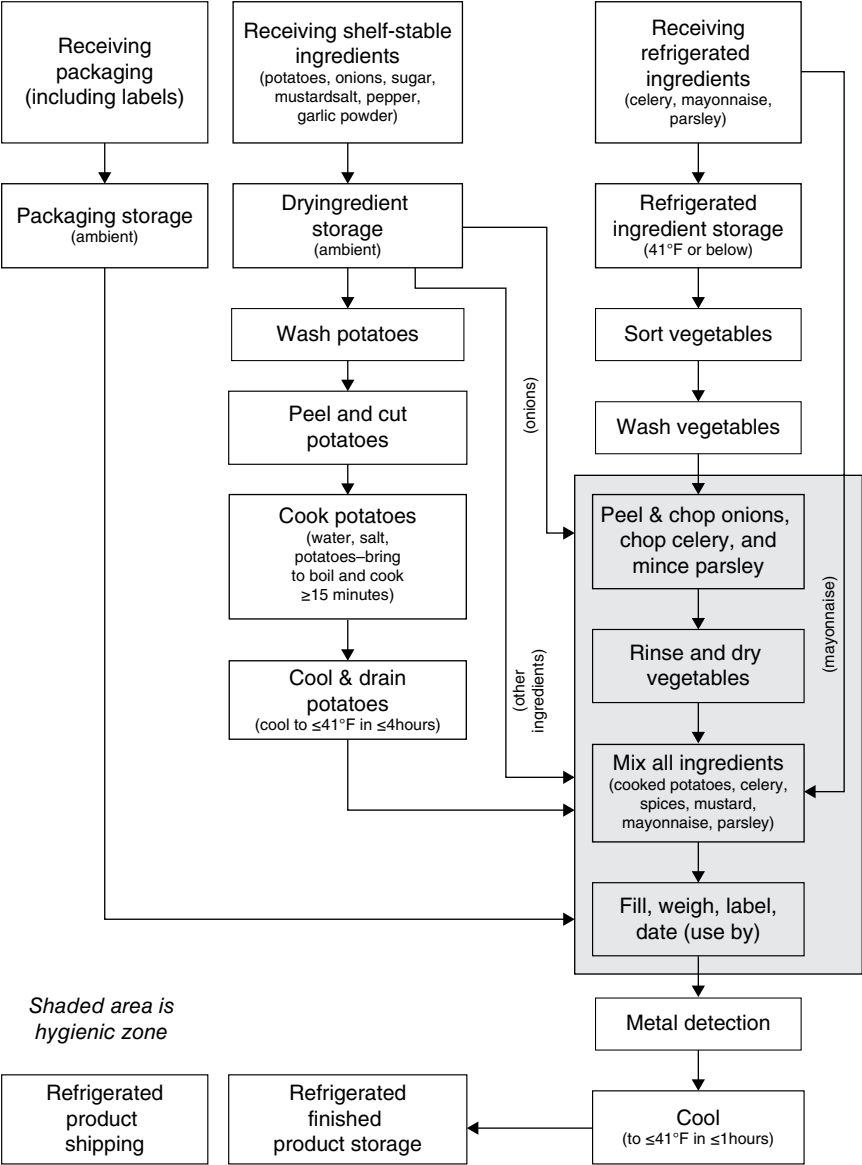 Receiving
packaging
(including labels)
Receiving shelf-stable
ingredients
(potatoes, onions, sugar,
mustardsalt, pepper,
garlic powder)
Receiving
refrigerated
ingredients
(celery, mayonnaise,
parsley)
Packaging storage
(ambient)
Dryingredient
storage
(ambient)
Refrigerated
ingredient storage
(41°F or below)
Wash potatoes
Sort vegetables
(onions)
Peel and cut
potatoes
Wash vegetables
Cook potatoes
(water, salt,
potatoes–bring
to boil and cook
≥15 minutes)
Peel & chop onions,
chop celery, and
mince parsley
(mayonnaise)
Cool & drain
potatoes
(cool to ≤41°F in ≤4hours)
(other
ingredients)
Rinse and dry
vegetables
Mix all ingredients
(cooked potatoes, celery,
spices, mustard,
mayonnaise, parsley)
Fill, weigh, label,
date (use by)
Shaded area is
hygienic zone
Metal detection
Refrigerated
product
shipping
Refrigerated
finished
product storage
Cool
(to ≤41°F in ≤1hours)